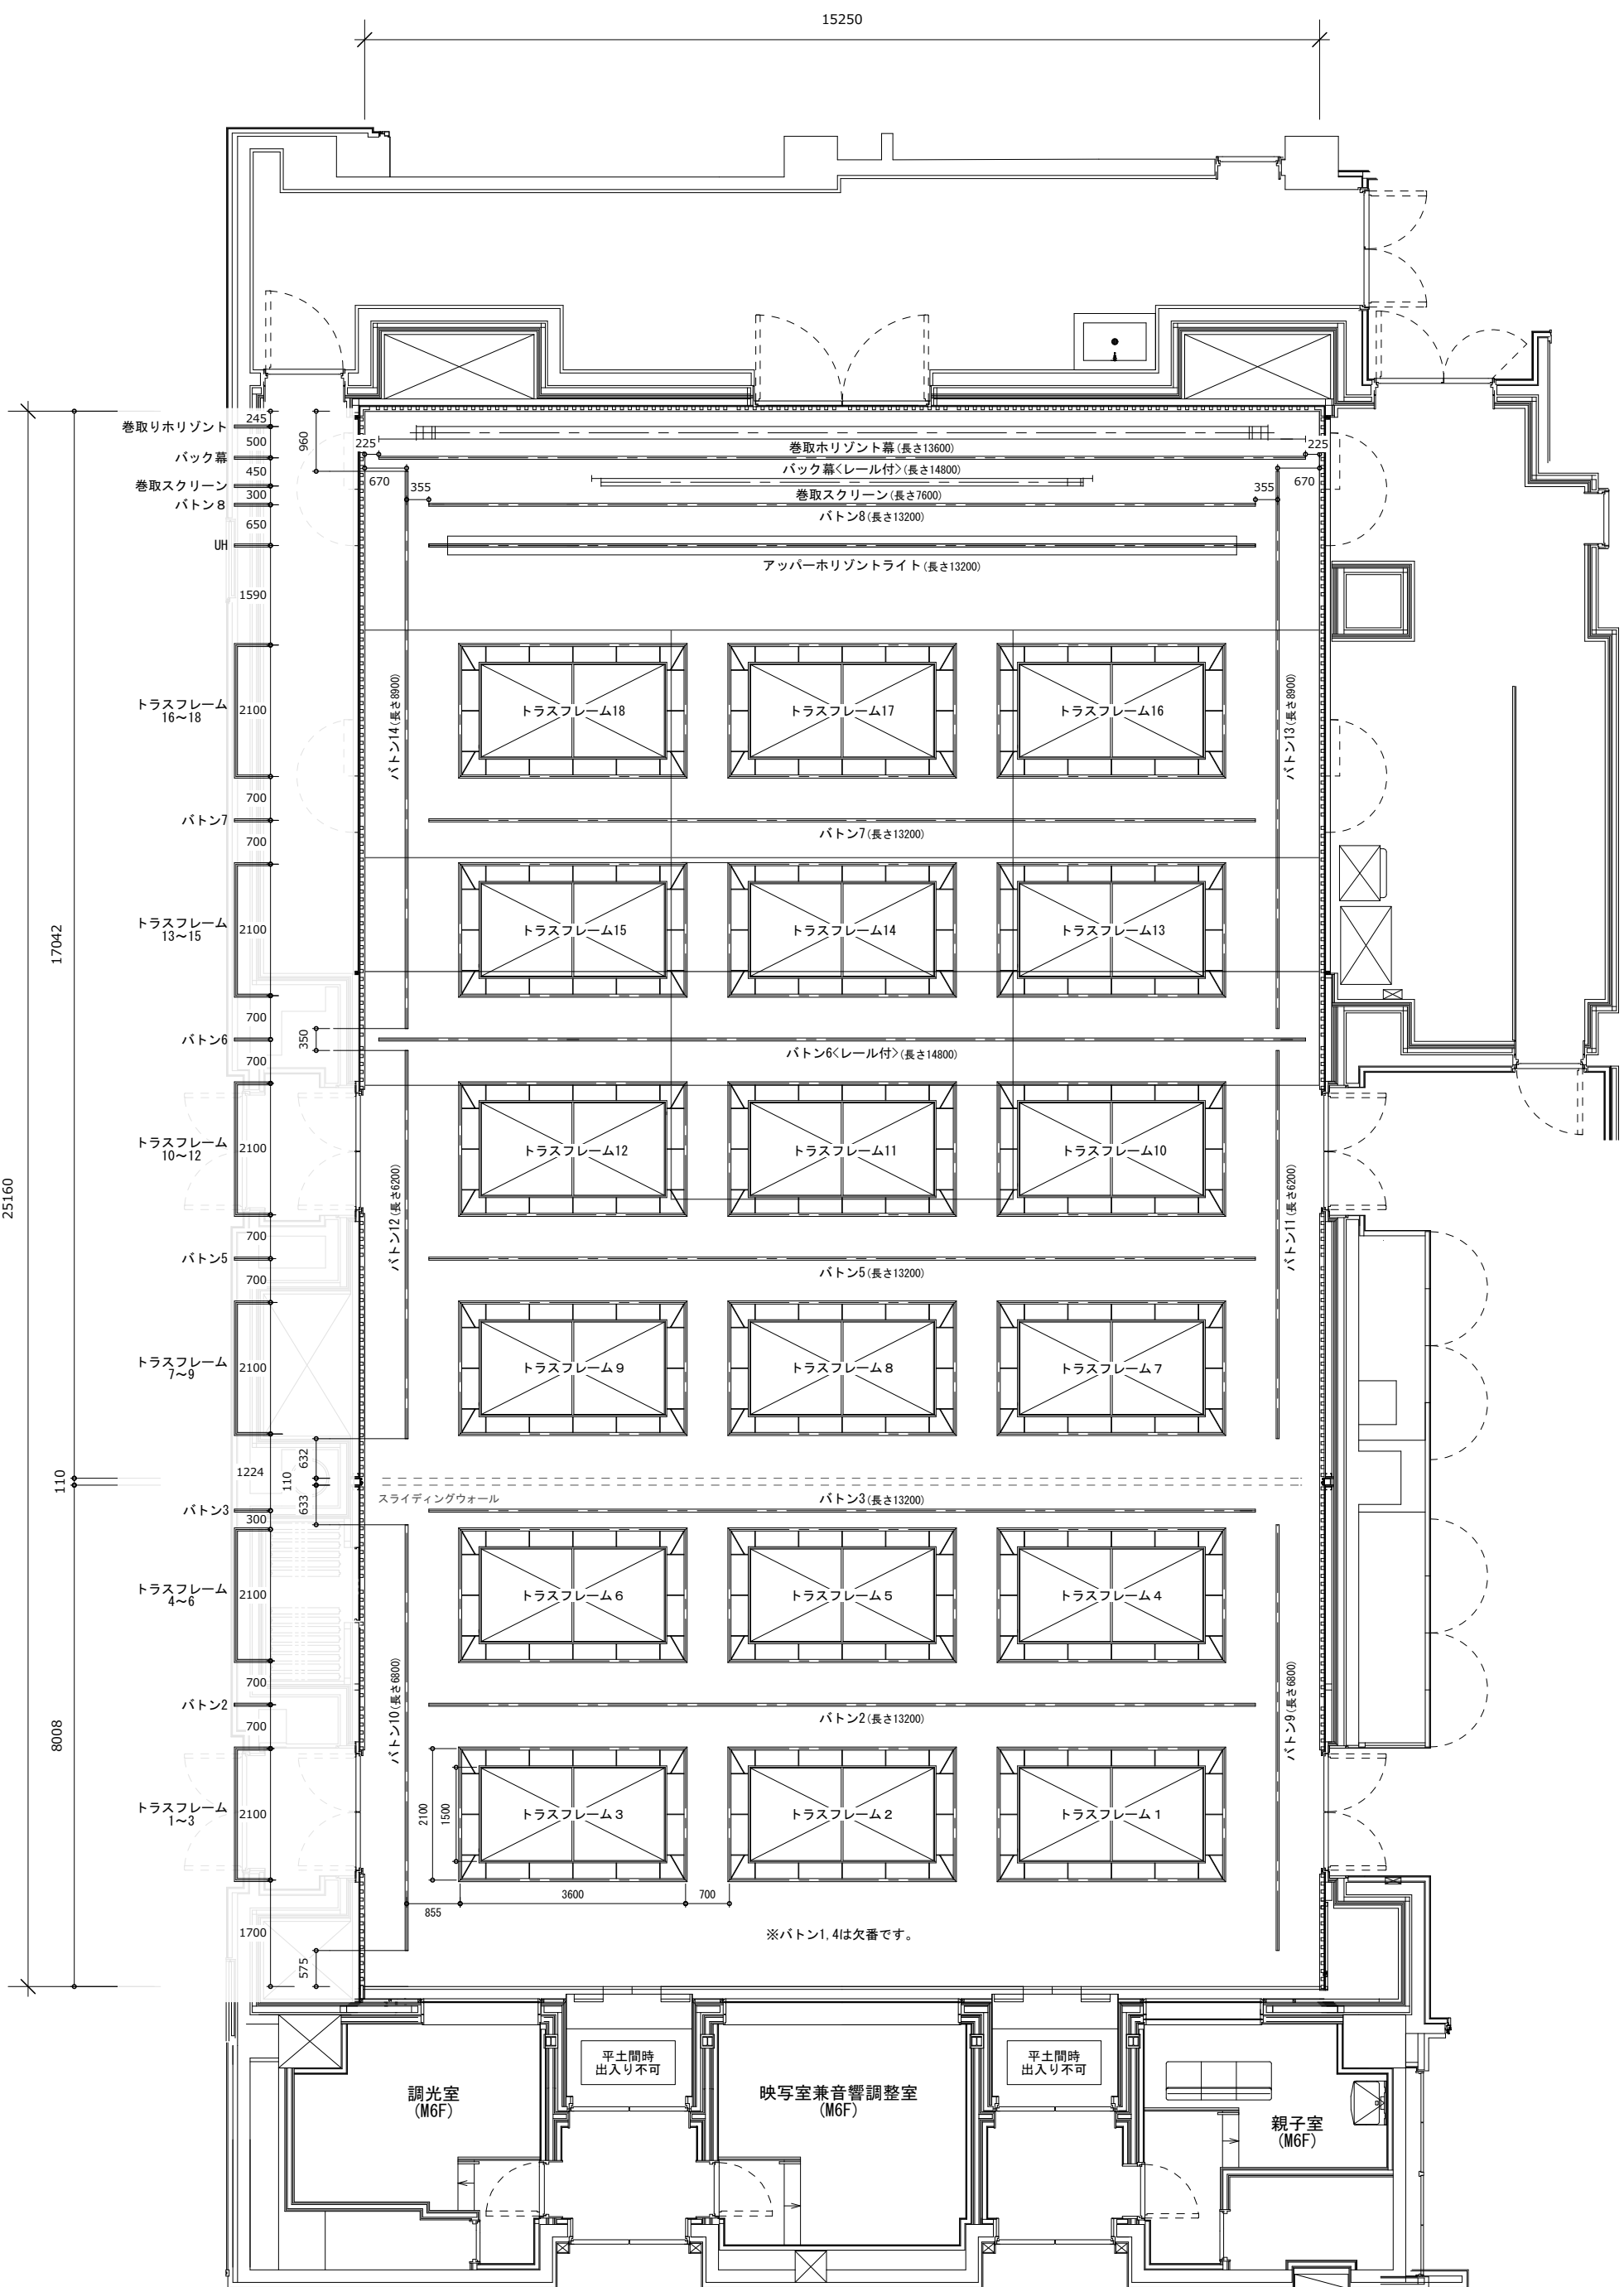 15250
245
巻取りホリゾント
500
960
225
巻取ホリゾント幕(長さ13600)
225
バック幕
450
670
バック幕<レール付>(長さ14800)
670
巻取スクリーン
300
355
巻取スクリーン(長さ7600)
355
バトン8
バトン8(長さ13200)
650
UH
アッパーホリゾントライト(長さ13200)
1590
トラスフレーム
16~18
2100
バトン14(長さ8900)
トラスフレーム18
トラスフレーム17
トラスフレーム16
バトン13(長さ8900)
700
バトン7
バトン7(長さ13200)
700
トラスフレーム
13~15
2100
トラスフレーム15
トラスフレーム14
トラスフレーム13
17042
700
350
バトン6
バトン6<レール付>(長さ14800)
700
トラスフレーム
10~12
2100
トラスフレーム12
トラスフレーム11
トラスフレーム10
25160
バトン12(長さ6200)
バトン11(長さ6200)
700
バトン5
バトン5(長さ13200)
700
トラスフレーム
7~9
2100
トラスフレーム9
トラスフレーム8
トラスフレーム7
632
1224
110
110
633
スライディングウォール
バトン3(長さ13200)
バトン3
300
トラスフレーム
4~6
2100
トラスフレーム6
トラスフレーム5
トラスフレーム4
700
バトン10(長さ6800)
バトン9(長さ6800)
バトン2
バトン2(長さ13200)
700
8008
トラスフレーム
1~3
2100
2100
1500
トラスフレーム3
トラスフレーム2
トラスフレーム1
3600
700
855
1700
575
※バトン1,4は欠番です。
平土間時
出入り不可
平土間時
出入り不可
調光室
(M6F)
映写室兼音響調整室
(M6F)
親子室
(M6F)